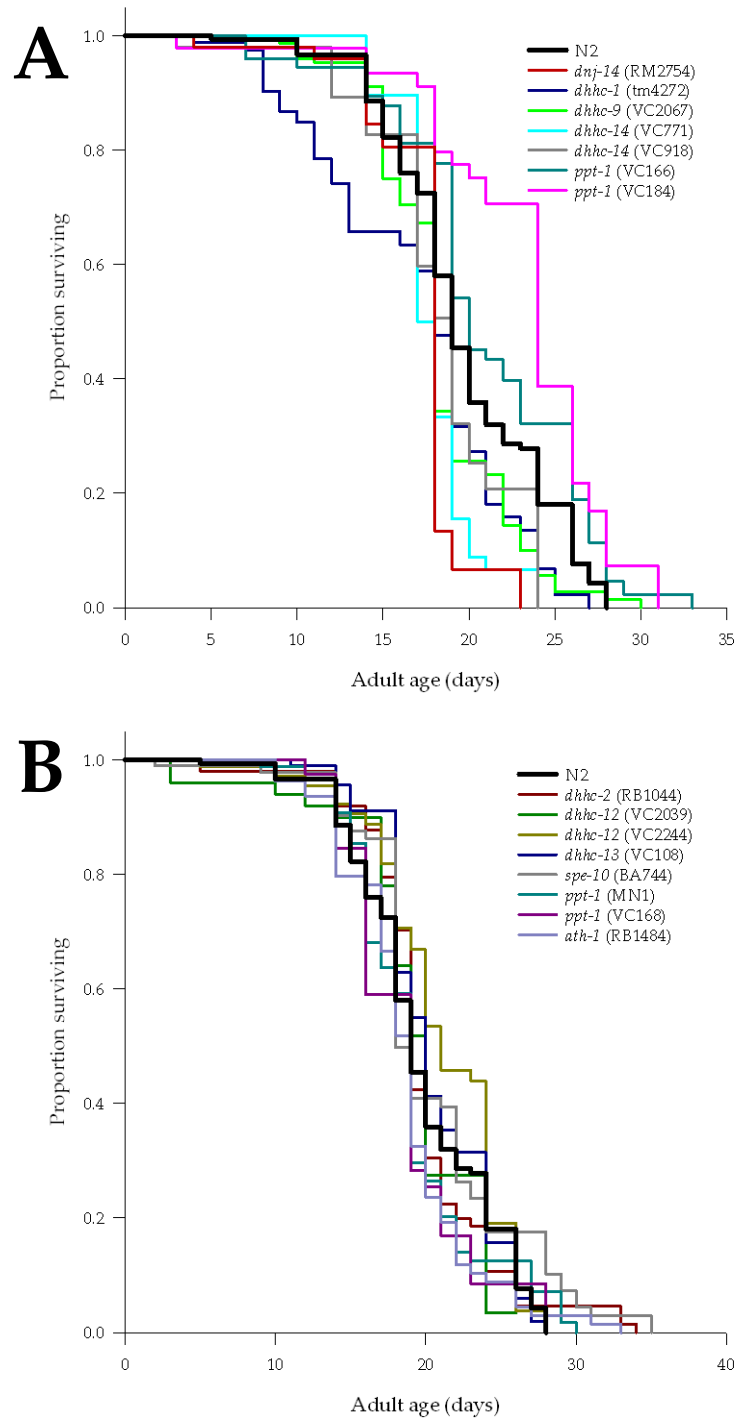 A
1.0
0.8
0.6
0.4
0.2
0.0
Proportion surviving
N2
dnj-14 (RM2754)
dhhc-1 (tm4272)
dhhc-9 (VC2067)
dhhc-14 (VC771)
dhhc-14 (VC918)
ppt-1 (VC166)
ppt-1 (VC184)
0 5 10 15 20 25 30 35
Adult age (days)
B
1.0
0.8
0.6
0.4
0.2
0.0
Proportion surviving
N2
dhhc-2 (RB1044)
dhhc-12 (VC2039)
dhhc-12 (VC2244)
dhhc-13 (VC108)
spe-10 (BA744)
ppt-1 (MN1)
ppt-1 (VC168)
ath-1 (RB1484)
0 10 20 30 40
Adult age (days)